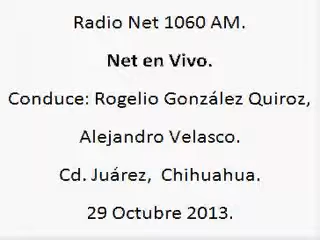 Radio Net 1060 AM.
Net en Vivo.
Conduce: Rogelio González Quiroz,
Alejandro Velasco.
Cd. Juárez, Chihuahua.
29 Octubre 2013.